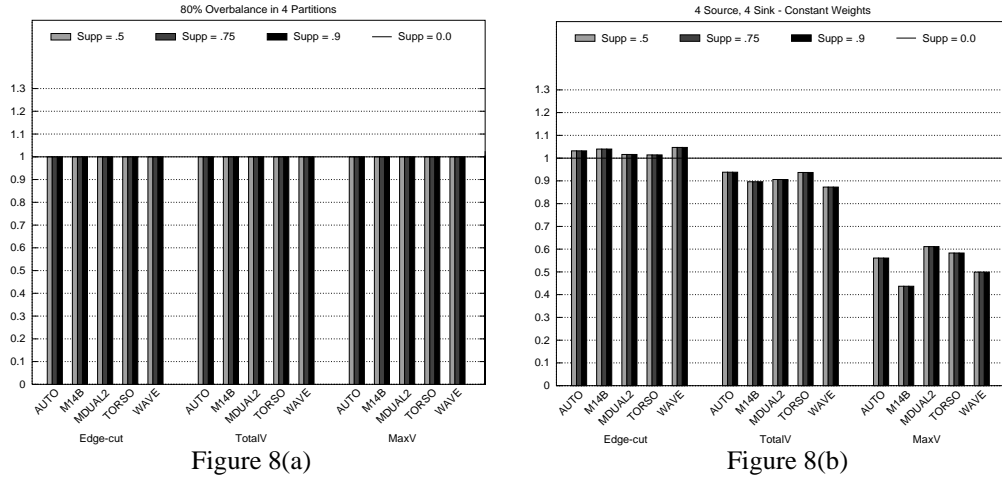 80% Overbalance in 4 Partitions
Supp = .5 Supp = .75 Supp = .9 Supp = 0.0
1.3
1.2
1.1
1
0.9
0.8
0.7
0.6
0.5
0.4
0.3
0.2
0.1
0
AUTO M14B MDUAL2 TORSO WAVE AUTO M14B MDUAL2 TORSO WAVE AUTO M14B MDUAL2 TORSO WAVE
Edge-cut TotalV MaxV
Figure 8(a)
4 Source, 4 Sink - Constant Weights
Supp = .5 Supp = .75 Supp = .9 Supp = 0.0
1.3
1.2
1.1
1
0.9
0.8
0.7
0.6
0.5
0.4
0.3
0.2
0.1
0
AUTO M14B MDUAL2 TORSO WAVE AUTO M14B MDUAL2 TORSO WAVE AUTO M14B MDUAL2 TORSO WAVE
Edge-cut TotalV MaxV
Figure 8(b)